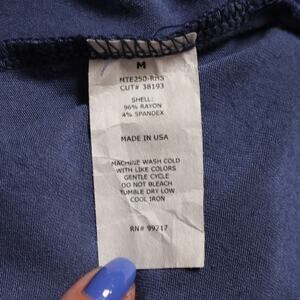 M
MTE250-RHS
CUT# 38193
SHELL:
96% RAYON
4% SPANDEX
MADE IN USA
MACHINE WASH COLD
WITH LIKE COLORS
GENTLE CYCLE
DO NOT BLEACH
TUMBLE DRY LOW
COOL IRON
RN# 99217